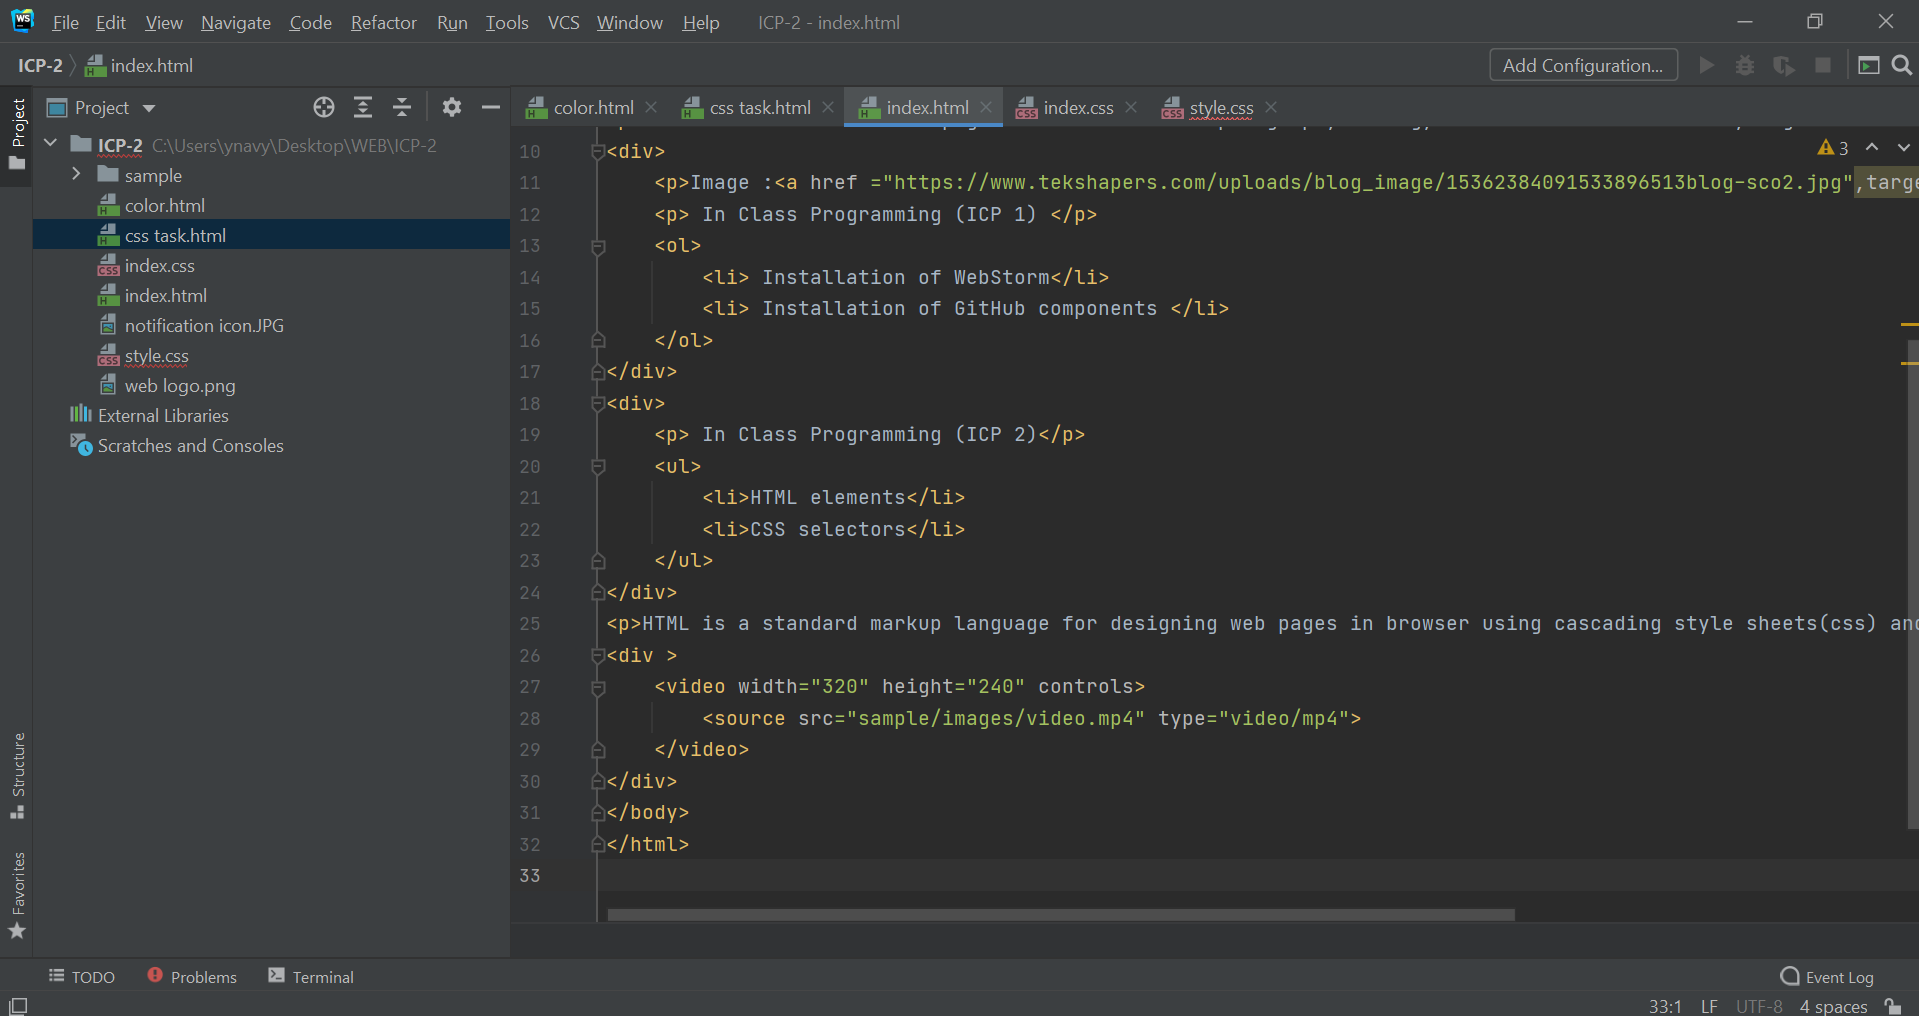 WS File Edit View Navigate Code Refactor Run Tools VCS Window Help ICP-2 - index.html
ICP-2 index.html Add Configuration...
Project
Project
color.html css task.html index.html index.css style.css
ICP-2 C:\Users\ynavy\Desktop\WEB\ICP-2
sample
color.html
css task.html
index.css
index.html
notification icon.JPG
style.css
web logo.png
External Libraries
Scratches and Consoles
3
10 <div>
11 <p>Image :<a href ="https://www.tekshapers.com/uploads/blog_image/15362384091533896513blog-sco2.jpg",targe
12 <p> In Class Programming (ICP 1) </p>
13 <ol>
14 <li> Installation of WebStorm</li>
15 <li> Installation of GitHub components </li>
16 </ol>
17 </div>
18 <div>
19 <p> In Class Programming (ICP 2)</p>
20 <ul>
21 <li>HTML elements</li>
22 <li>CSS selectors</li>
23 </ul>
24 </div>
25 <p>HTML is a standard markup language for designing web pages in browser using cascading style sheets(css) and
26 <div >
27 <video width="320" height="240" controls>
28 <source src="sample/images/video.mp4" type="video/mp4">
29 </video>
30 </div>
31 </body>
32 </html>
33
Structure
Favorites
TODO Problems Terminal Event Log
33:1 LF UTF-8 4 spaces